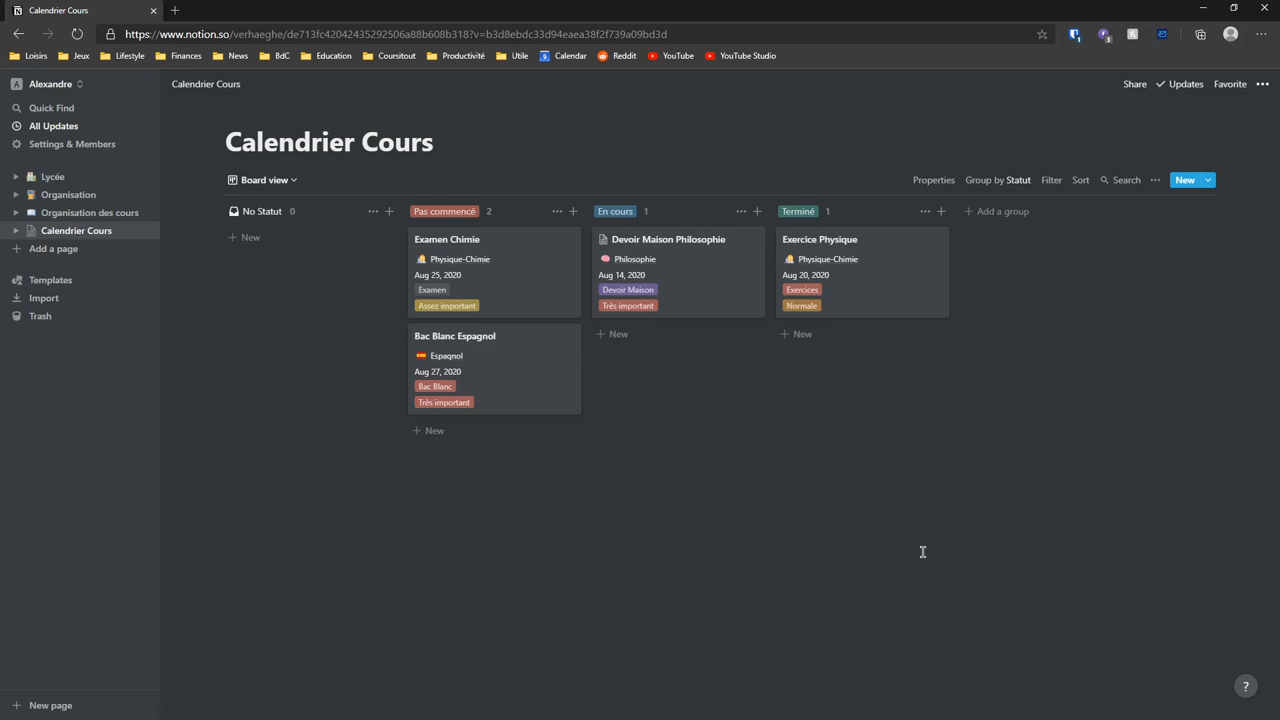 Calendrier Cours
https://www.notion.so/verhaeghe/de713fc42042435292506a88b608b318?v=b3d8ebdc33d94eaea38f2f739a09bd3d
Loisirs Jeux Lifestyle Finances News BdC Education Coursitout Productivité Utile Calendar Reddit YouTube YouTube Studio
Alexandre
Calendrier Cours
Share Updates Favorite
Quick Find
All Updates
Settings & Members
Lycée
Organisation
Organisation des cours
Calendrier Cours
Add a page
Templates
Import
Trash
New page
Calendrier Cours
Board view
Properties Group by Statut Filter Sort Search New
No Statut 0
New
Pas commencé 2
Examen Chimie
Physique-Chimie
Aug 25, 2020
Examen
Assez important
Bac Blanc Espagnol
Espagnol
Aug 27, 2020
Bac Blanc
Très important
New
En cours 1
Devoir Maison Philosophie
Philosophie
Aug 14, 2020
Devoir Maison
Très important
New
Terminé 1
Exercice Physique
Physique-Chimie
Aug 20, 2020
Exercices
Normale
New
Add a group
?